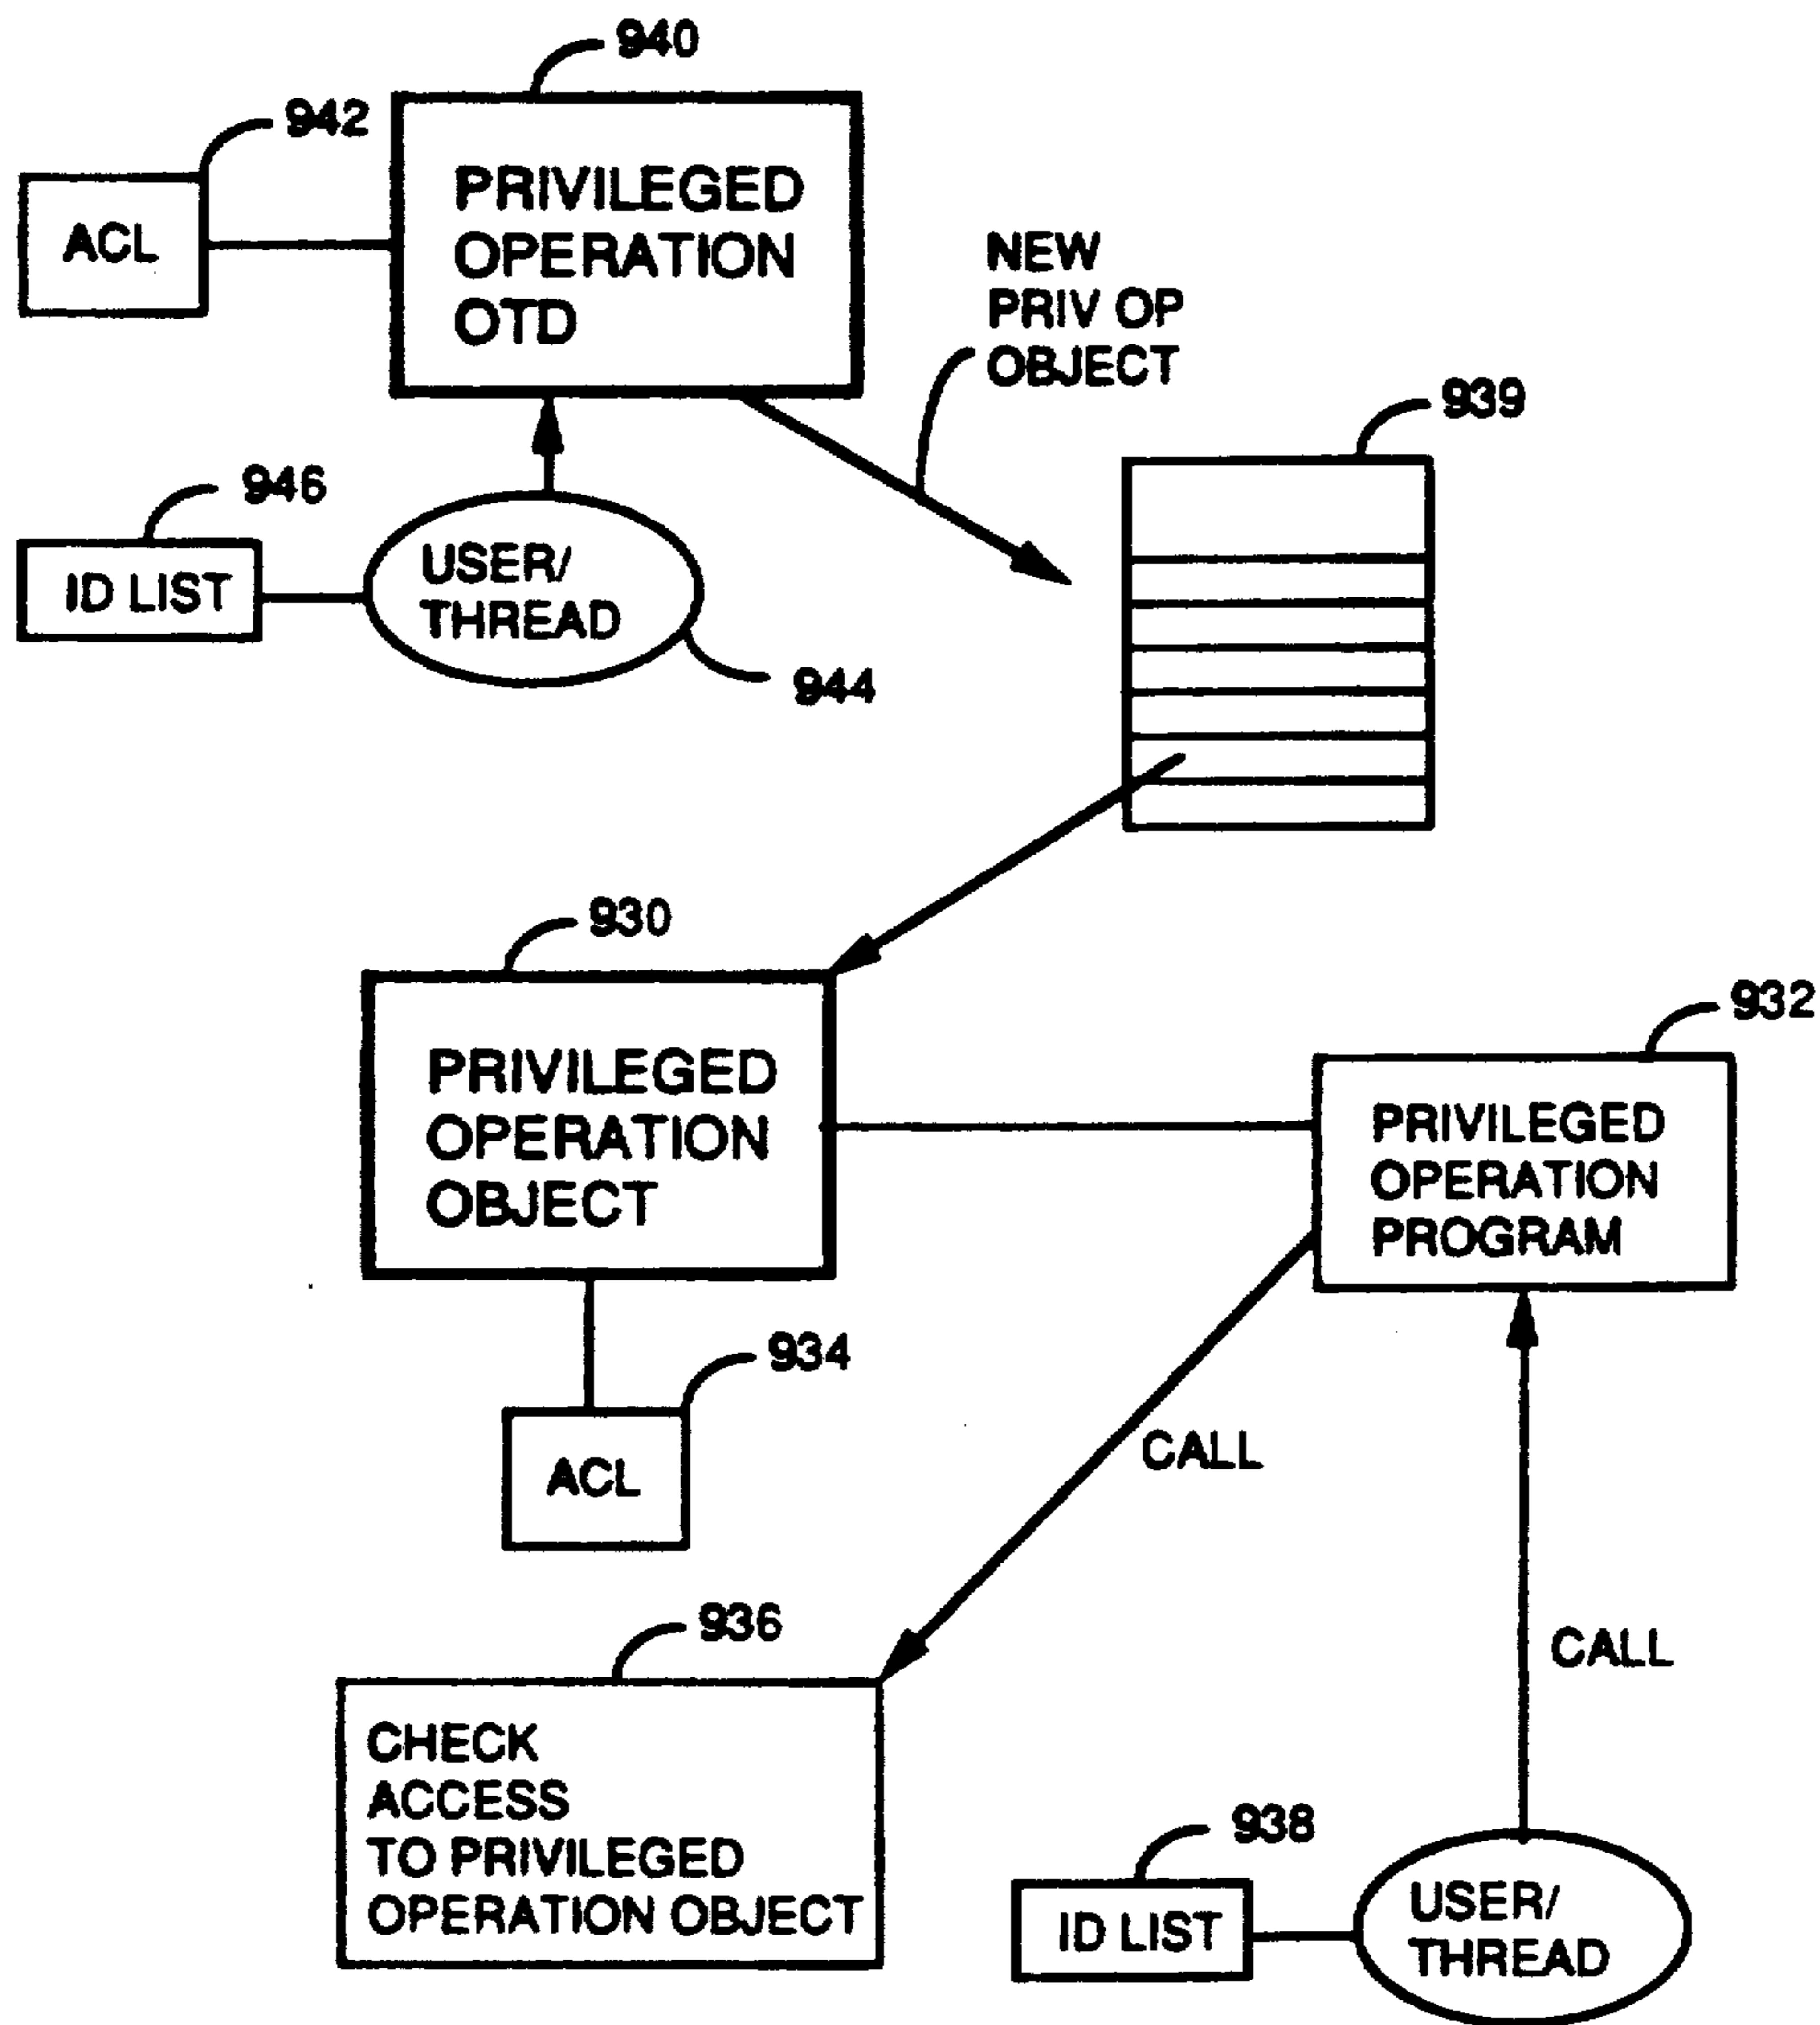 940
942
ACL
PRIVILEGED
OPERATION
OTD
NEW
PRIV OP
OBJECT
939
946
ID LIST
USER/
THREAD
944
930
PRIVILEGED
OPERATION
OBJECT
932
PRIVILEGED
OPERATION
PROGRAM
934
ACL
CALL
936
CALL
CHECK
ACCESS
TO PRIVILEGED
OPERATION OBJECT
938
ID LIST
USER/
THREAD